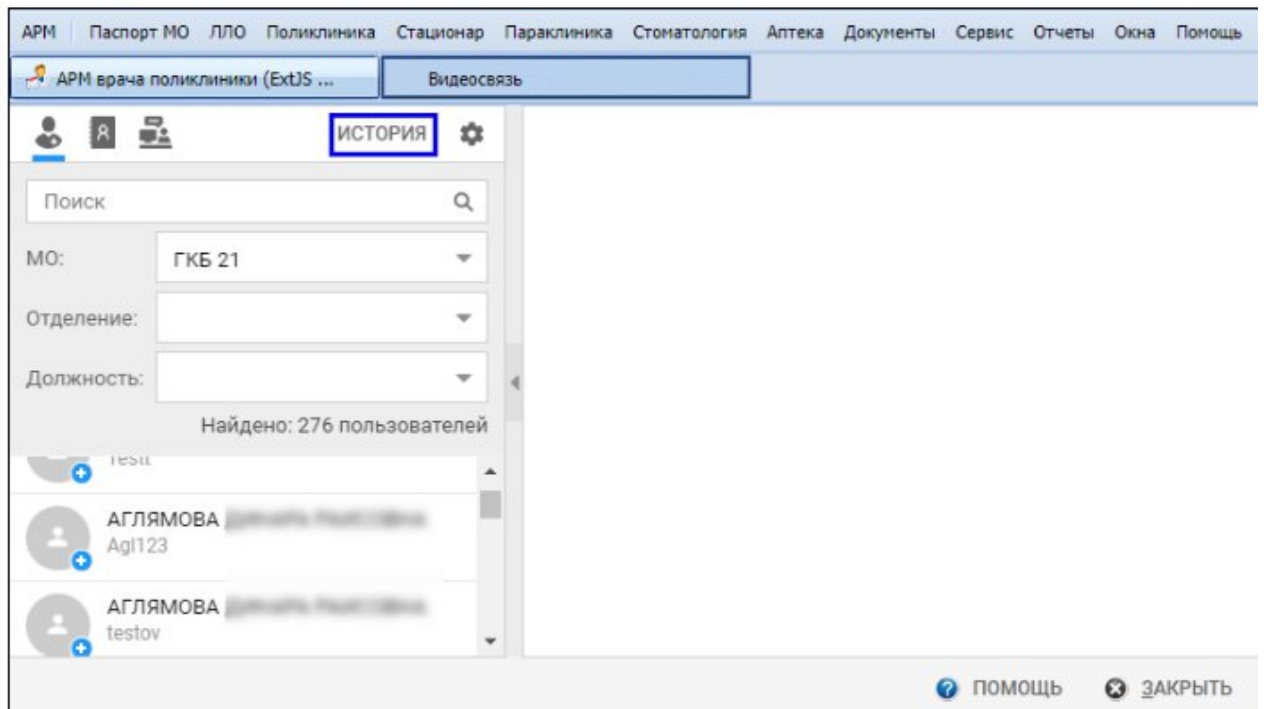 АРМ Паспорт МО ЛЛО Поликлиника Стационар Параклиника Стоматология Аптека Документы Сервис Отчеты Окна Помощь
АРМ врача поликлиники (ExtJS ... Видеосвязь
ИСТОРИЯ
Поиск
МО: ГКБ 21
Отделение:
Должность:
Найдено: 276 пользователей
АГЛЯМОВА
Agl123
АГЛЯМОВА
testov
ПОМОЩЬ ЗАКРЫТЬ